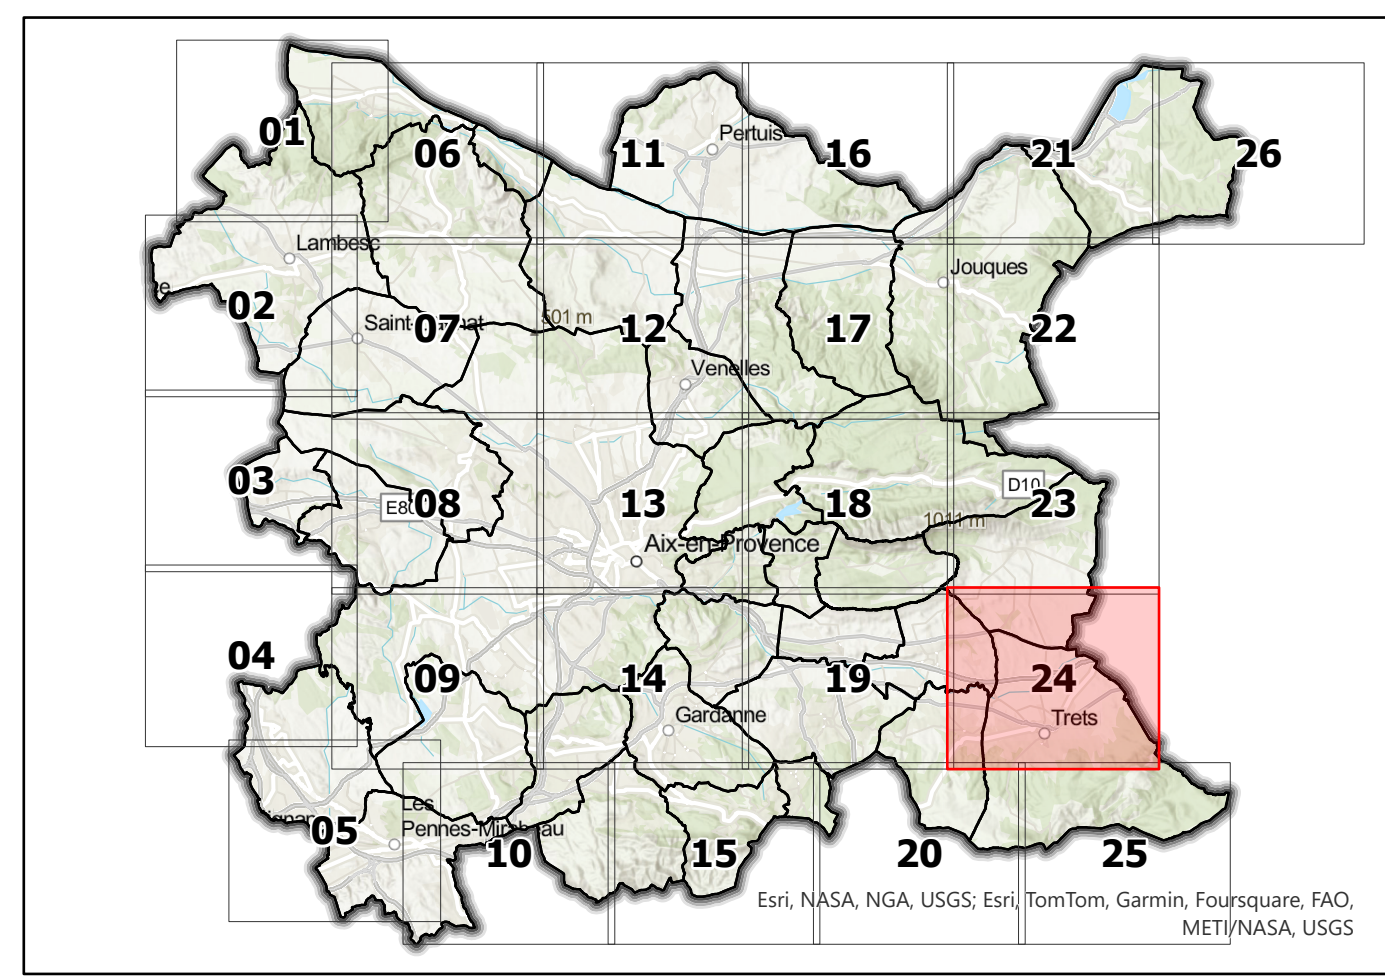 01
06
11
Pertuis
16
21
26
Lambesc
Jouques
02
Saint-
07
501 m
12
17
22
Venelles
03
E80
08
13
18
D10
23
1011 m
Aix-en-Provence
04
09
14
19
24
Gardanne
Trets
05
Les
Pennes-Mirabeau
10
15
20
25
Esri, NASA, NGA, USGS; Esri, TomTom, Garmin, Foursquare, FAO,
METI/NASA, USGS